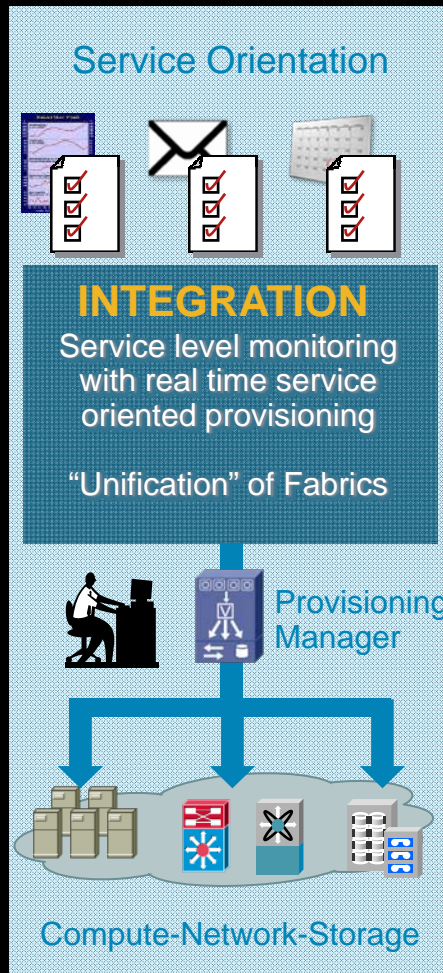 Service Orientation
INTEGRATION
Service level monitoring
with real time service
oriented provisioning
“Unification” of Fabrics
Provisioning
Manager
Compute-Network-Storage